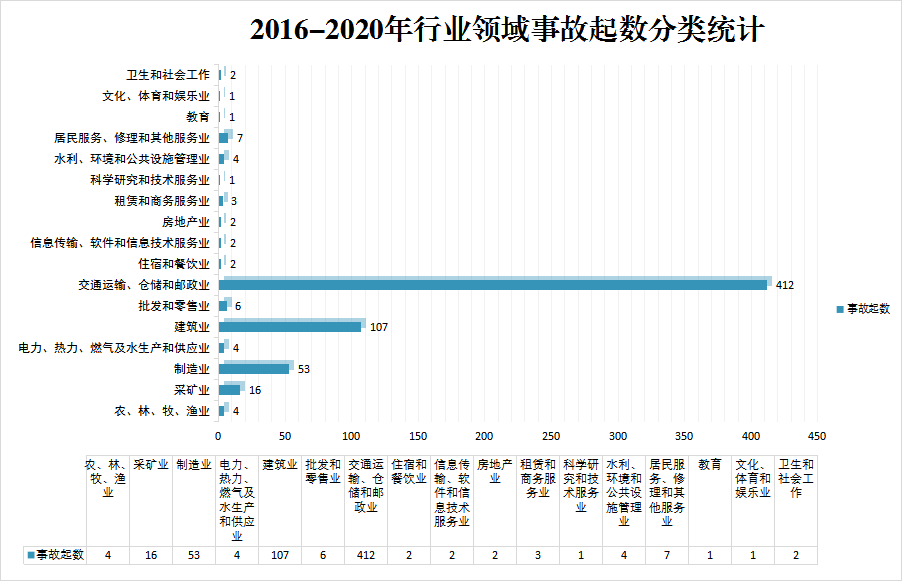 2016-2020年行业领域事故起数分类统计
卫生和社会工作 2
文化、体育和娱乐业 1
教育 1
居民服务、修理和其他服务业 7
水利、环境和公共设施管理业 4
科学研究和技术服务业 1
租赁和商务服务业 3
房地产业 2
信息传输、软件和信息技术服务业 2
住宿和餐饮业 2
交通运输、仓储和邮政业 412
批发和零售业 6
建筑业 107
电力、热力、燃气及水生产和供应业 4
制造业 53
采矿业 16
农、林、牧、渔业 4
0 50 100 150 200 250 300 350 400 450
事故起数
农、林、
牧、渔
业
采矿业
制造业
电力、
热力、
燃气及
水生产
和供应
业
建筑业
批发和
零售业
交通运
输、仓
储和邮
政业
住宿和
餐饮业
信息传
输、软
件和信
息技术
服务业
房地产
业
租赁和
商务服
务业
科学研
究和技
术服务
业
水利、
环境和
公共设
施管理
业
居民服
务、修
理和其
他服务业
教育
文化、
体育和
娱乐业
卫生和
社会工
作
事故起数 4 16 53 4 107 6 412 2 2 2 3 1 4 7 1 1 2